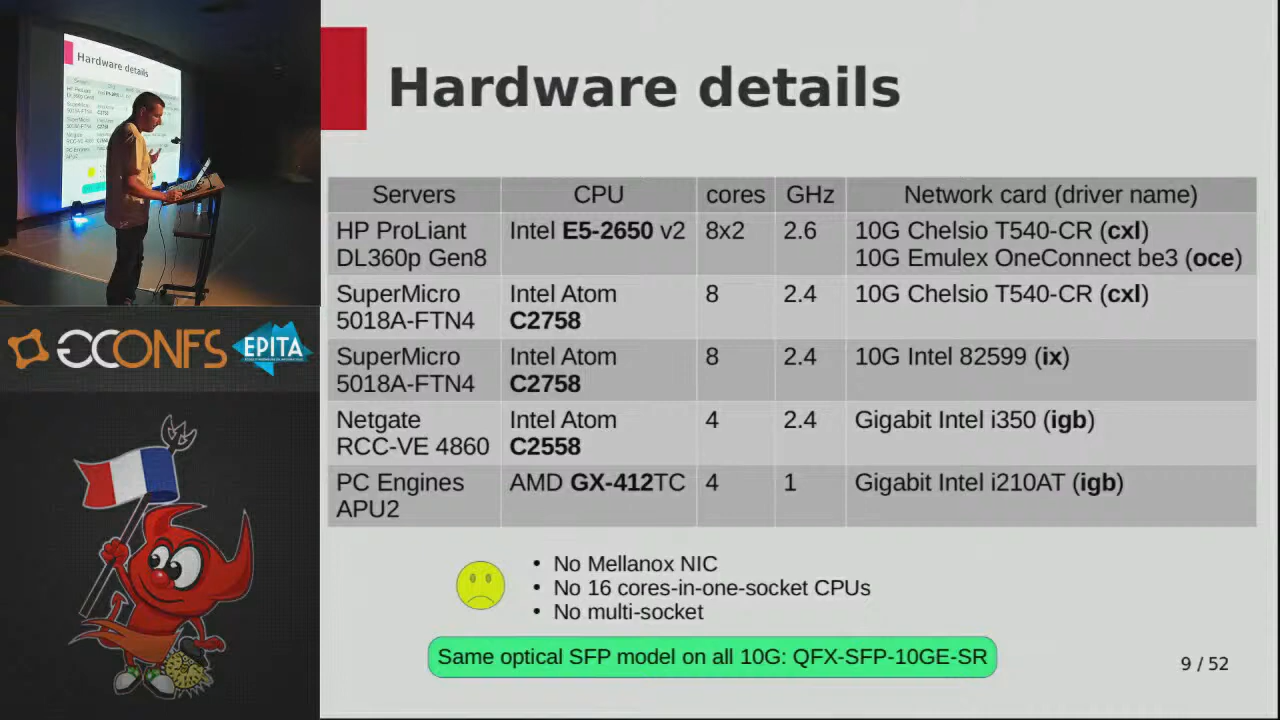 Hardware details
Servers CPU cores GHz Network card (driver name)
HP ProLiant DL360p Gen8 Intel E5-2650 v2 8x2 2.6 10G Chelsio T540-CR (cxl)
10G Emulex OneConnect be3 (oce)
SuperMicro 5018A-FTN4 Intel Atom C2758 8 2.4 10G Chelsio T540-CR (cxl)
SuperMicro 5018A-FTN4 Intel Atom C2758 8 2.4 10G Intel 82599 (ix)
Netgate RCC-VE 4860 Intel Atom C2558 4 2.4 Gigabit Intel i350 (igb)
PC Engines APU2 AMD GX-412TC 4 1 Gigabit Intel i210AT (igb)
• No Mellanox NIC
• No 16 cores-in-one-socket CPUs
• No multi-socket
Same optical SFP model on all 10G: QFX-SFP-10GE-SR
9 / 52
Hardware details
GCONFS
EPITA